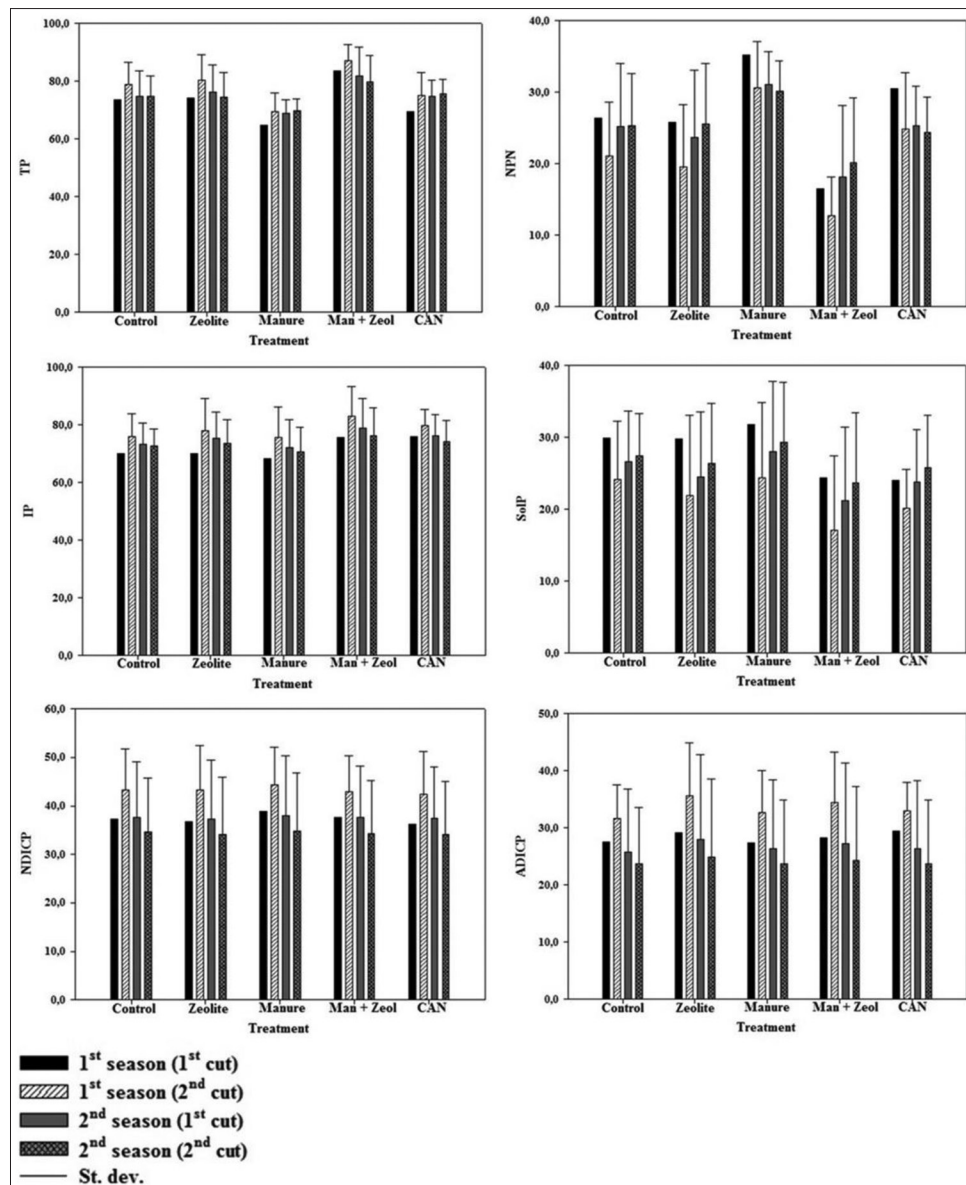 100,0
80,0
60,0
40,0
20,0
0,0
TP
Control Zeolite Manure Man + Zeol CAN
Treatment
40,0
30,0
20,0
10,0
0,0
NPN
Control Zeolite Manure Man + Zeol CAN
Treatment
100,0
80,0
60,0
40,0
20,0
0,0
IP
Control Zeolite Manure Man + Zeol CAN
Treatment
40,0
30,0
20,0
10,0
0,0
SolP
Control Zeolite Manure Man + Zeol CAN
Treatment
60,0
50,0
40,0
30,0
20,0
10,0
0,0
NDICP
Control Zeolite Manure Man + Zeol CAN
Treatment
50,0
40,0
30,0
20,0
10,0
0,0
ADICP
Control Zeolite Manure Man + Zeol CAN
Treatment
1st season (1st cut)
1st season (2nd cut)
2nd season (1st cut)
2nd season (2nd cut)
St. dev.